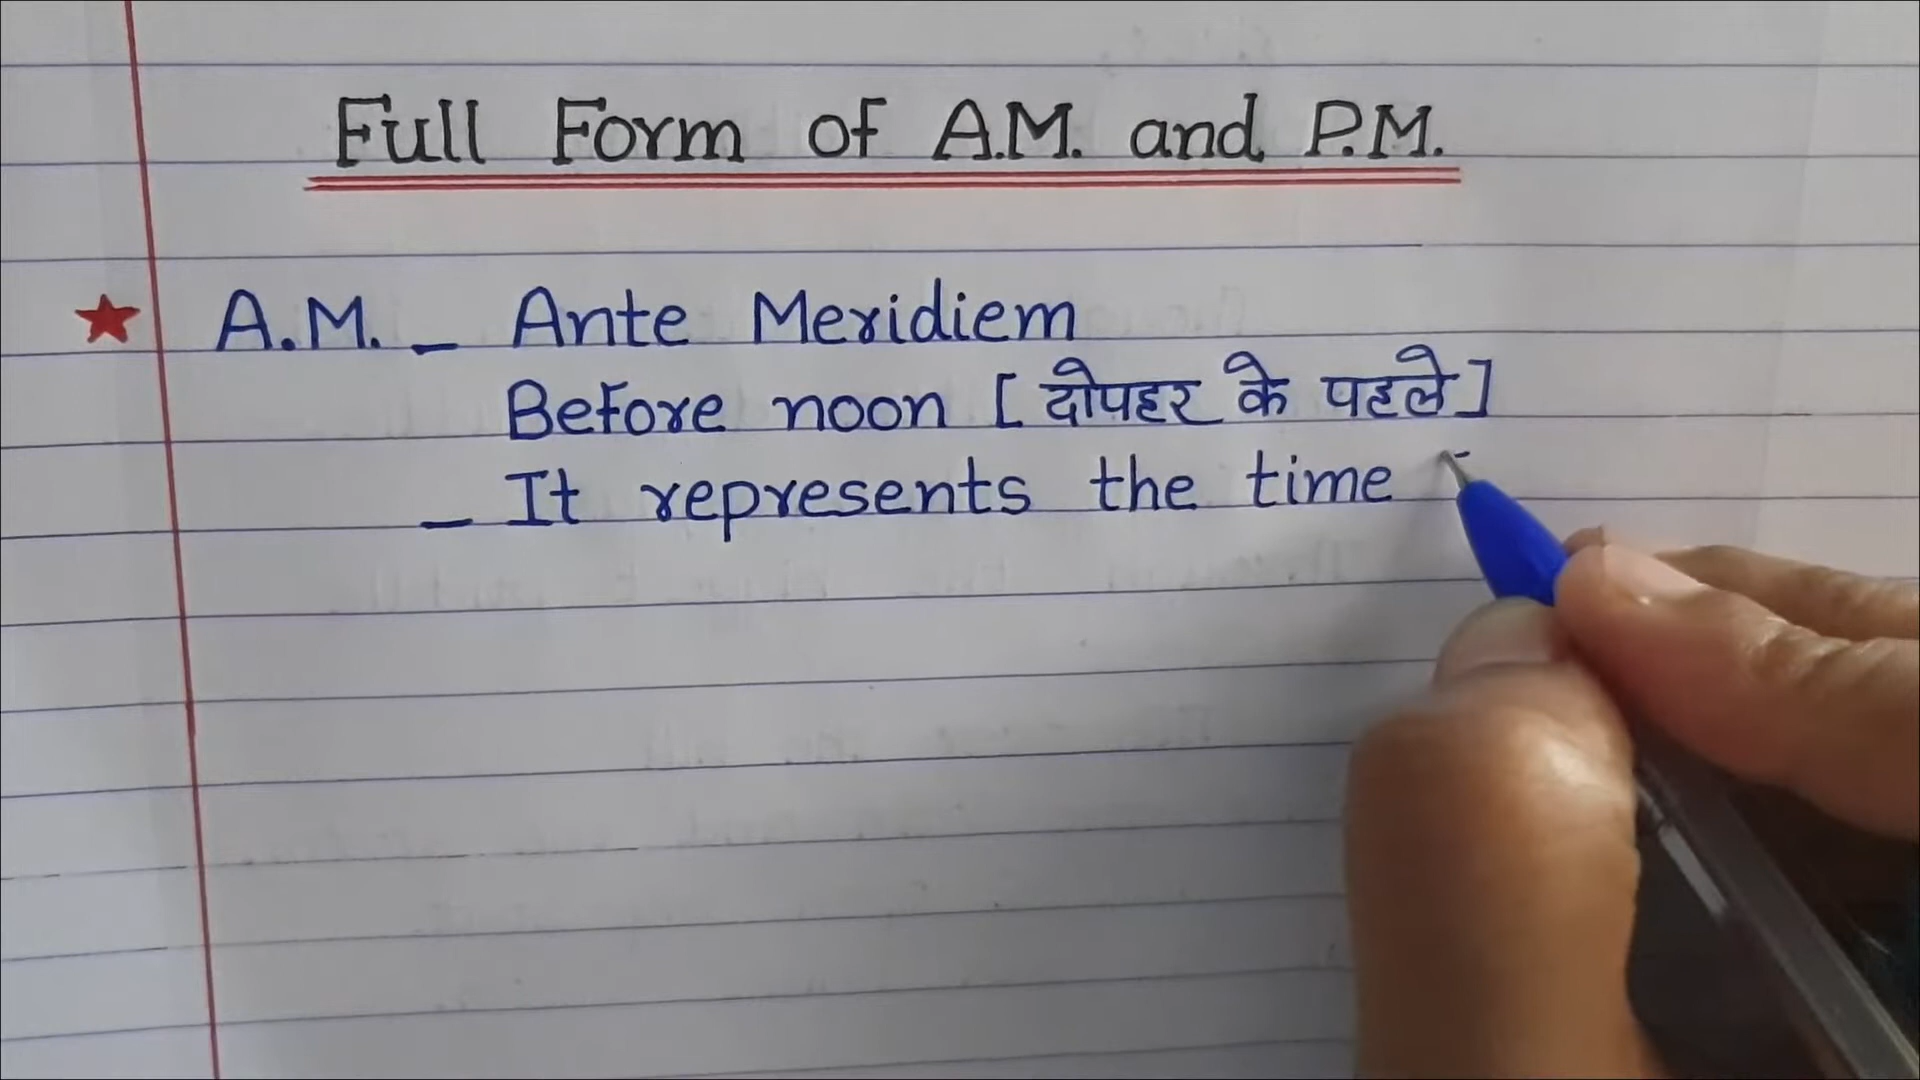 Full Form of A.M. and P.M.
★ A.M. _ Ante Meridiem
Before noon [दोपहर के पहले]
_ It represents the time